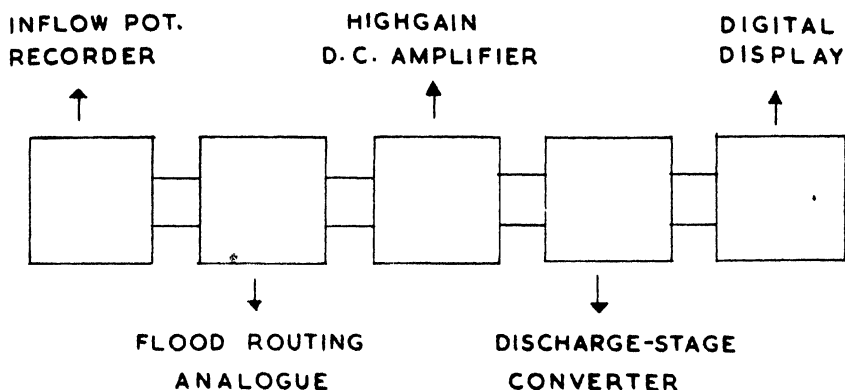 INFLOW POT.
RECORDER
HIGHGAIN
D.C. AMPLIFIER
DIGITAL
DISPLAY
FLOOD ROUTING
ANALOGUE
DISCHARGE-STAGE
CONVERTER